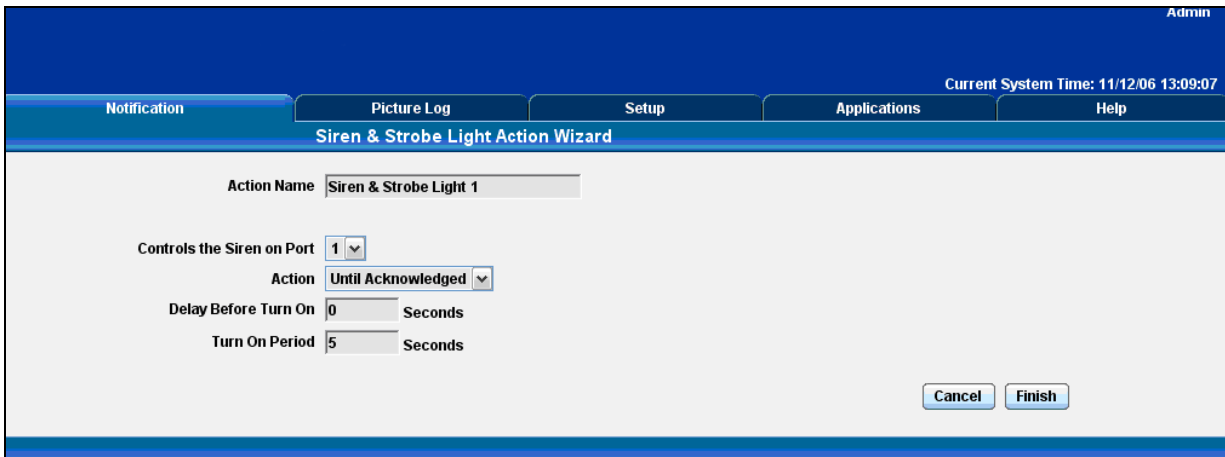 Admin
Current System Time: 11/12/06 13:09:07
Notification Picture Log Setup Applications Help
Siren & Strobe Light Action Wizard
Action Name Siren & Strobe Light 1
Controls the Siren on Port 1
Action Until Acknowledged
Delay Before Turn On 0 Seconds
Turn On Period 5 Seconds
Cancel Finish